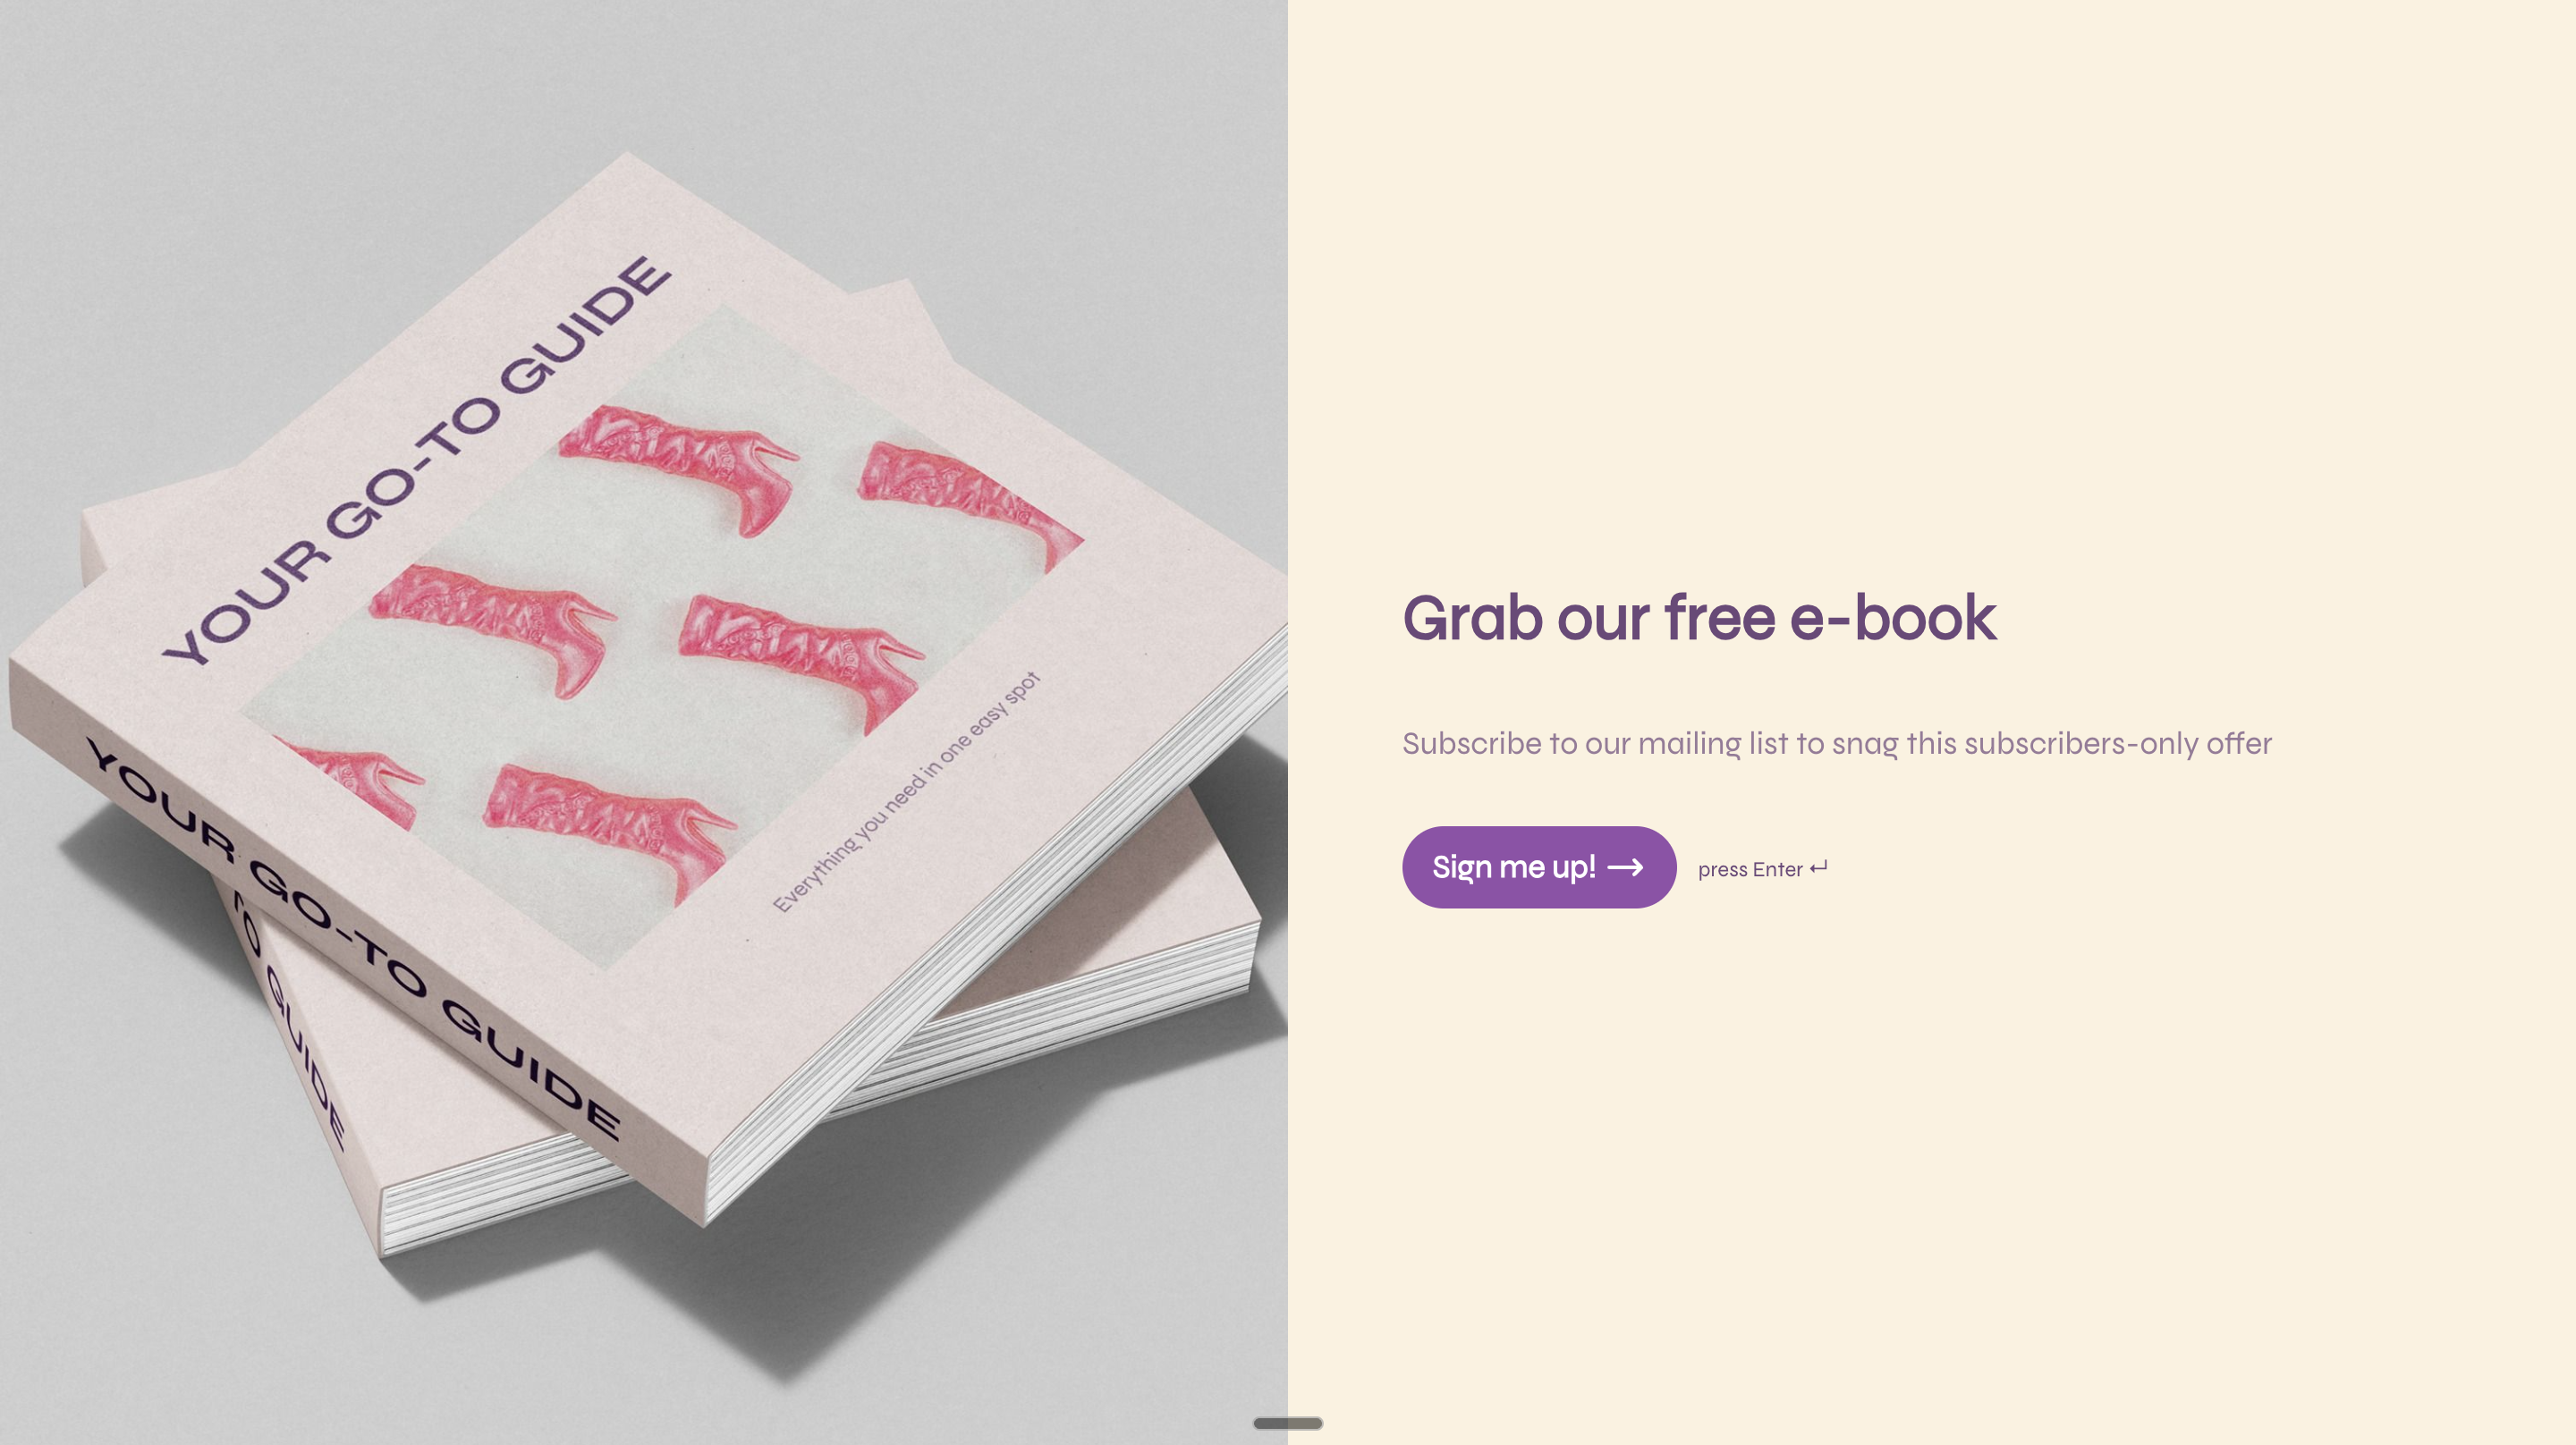 YOUR GO-TO GUIDE
Everything you need in one easy spot
YOUR GO-TO GUIDE
TO GUIDE
Grab our free e-book
Subscribe to our mailing list to snag this subscribers-only offer
Sign me up! →
press Enter ↵